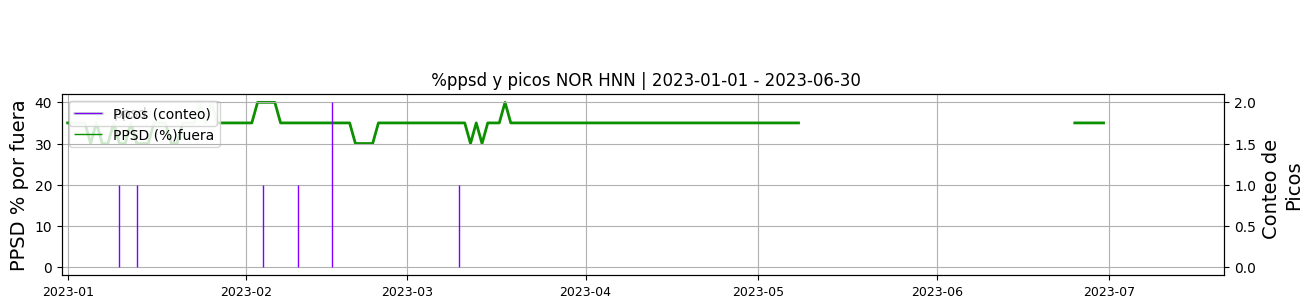 %ppsd y picos NOR HNN | 2023-01-01 - 2023-06-30
PPSD % por fuera
40
30
20
10
0
Picos (conteo)
PPSD (%)fuera
2.0
1.5
1.0
0.5
0.0
Conteo de
Picos
2023-01
2023-02
2023-03
2023-04
2023-05
2023-06
2023-07